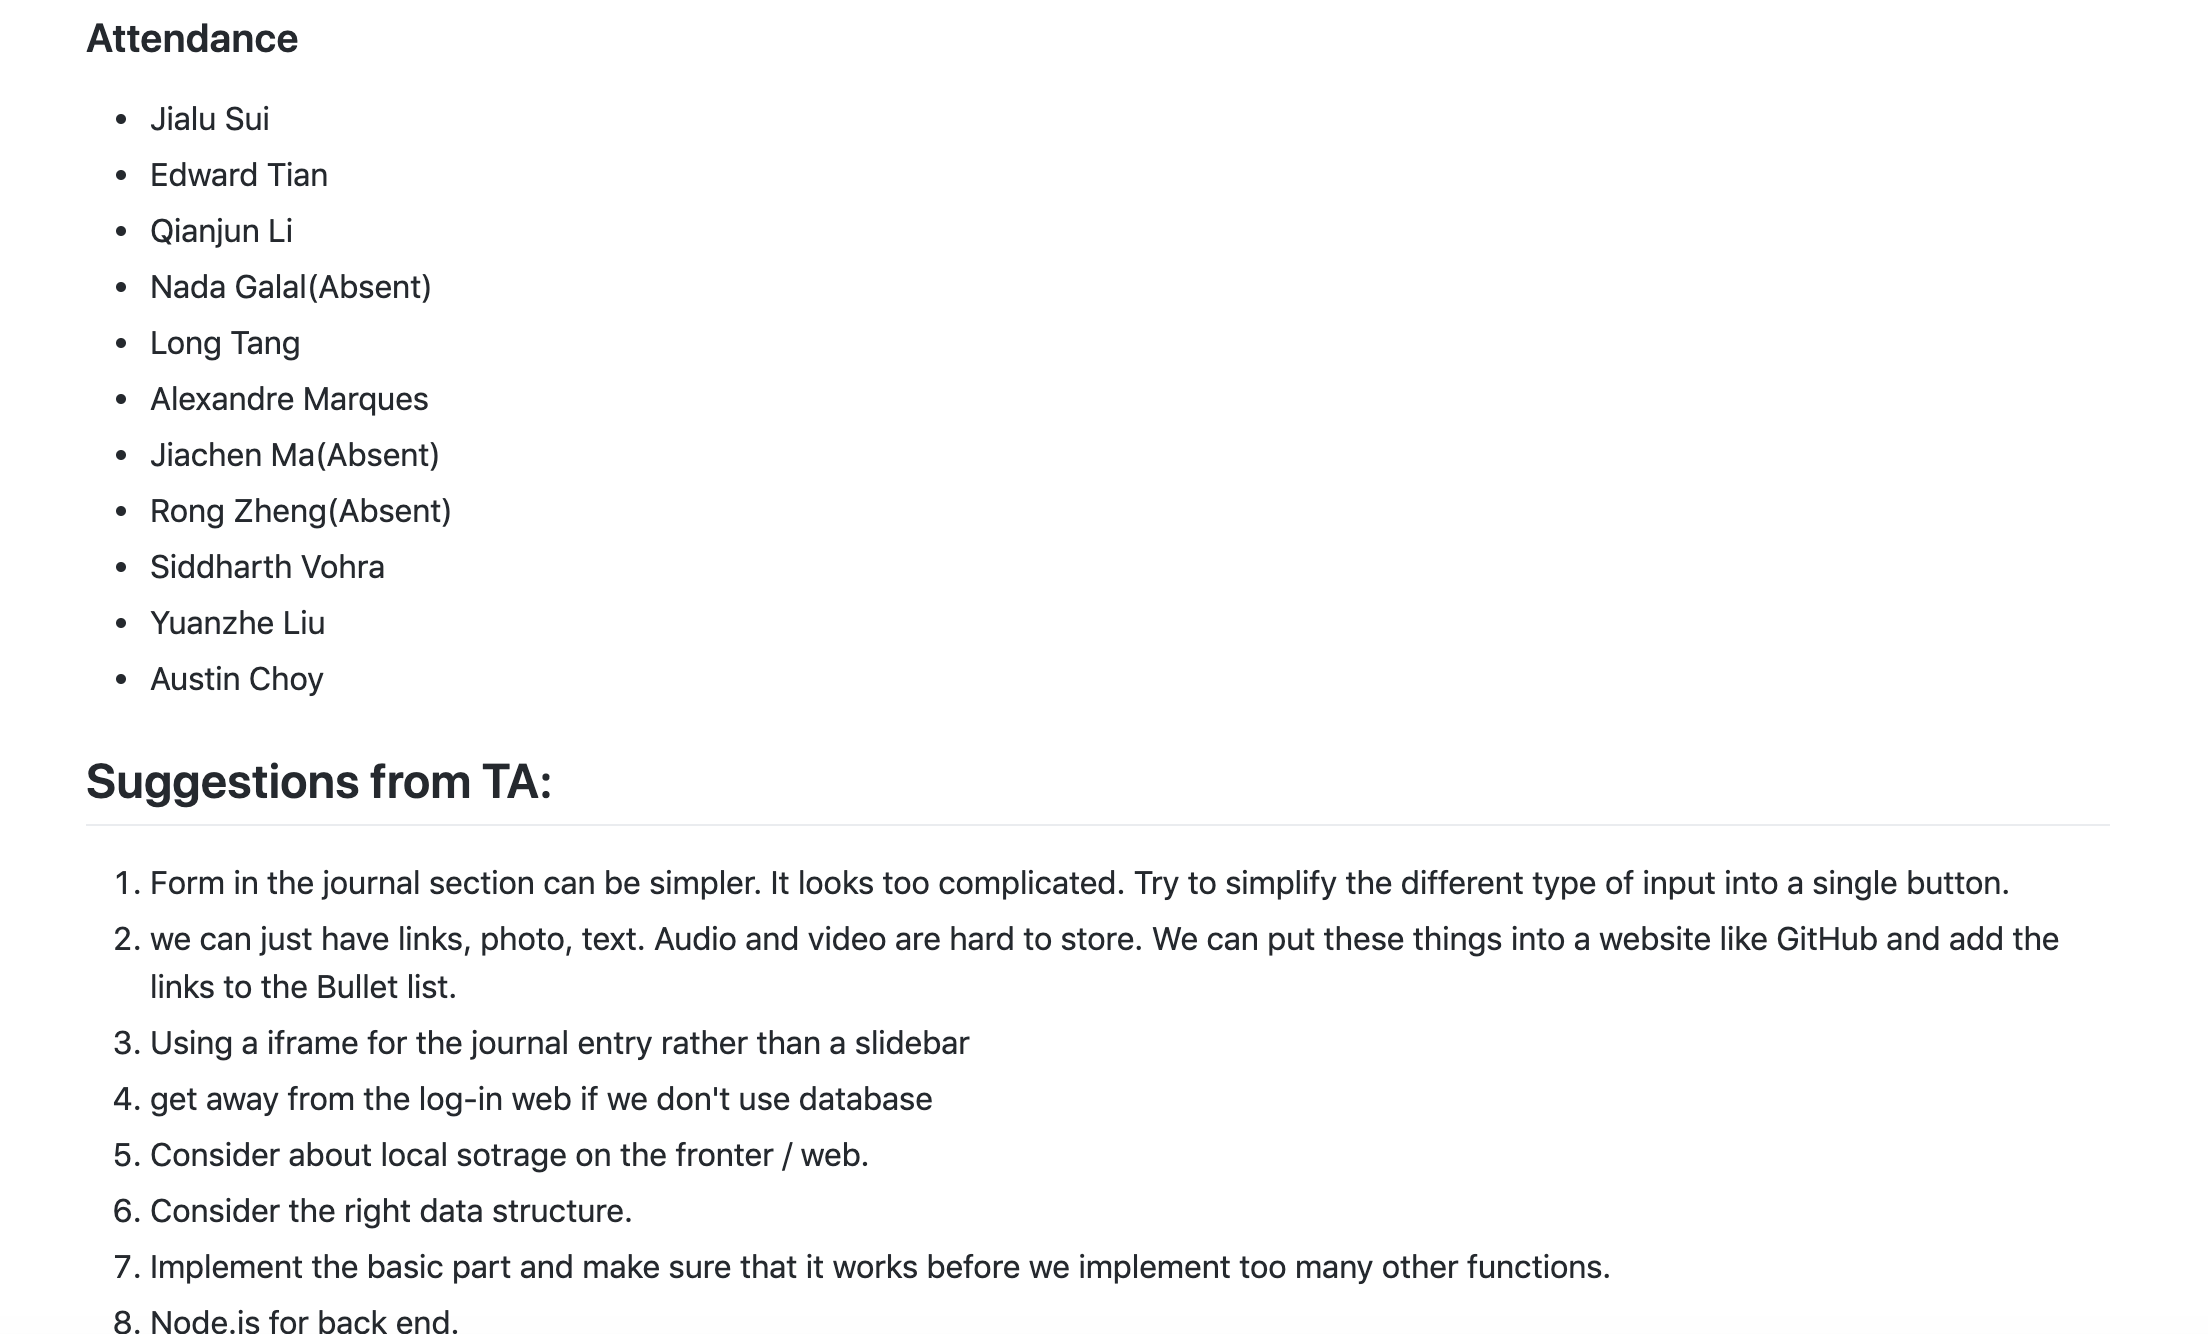 Attendance
• Jialu Sui
• Edward Tian
• Qianjun Li
• Nada Galal(Absent)
• Long Tang
• Alexandre Marques
• Jiachen Ma(Absent)
• Rong Zheng(Absent)
• Siddharth Vohra
• Yuanzhe Liu
• Austin Choy
Suggestions from TA:
1. Form in the journal section can be simpler. It looks too complicated. Try to simplify the different type of input into a single button.
2. we can just have links, photo, text. Audio and video are hard to store. We can put these things into a website like GitHub and add the
links to the Bullet list.
3. Using a iframe for the journal entry rather than a slidebar
4. get away from the log-in web if we don't use database
5. Consider about local sotrage on the fronter / web.
6. Consider the right data structure.
7. Implement the basic part and make sure that it works before we implement too many other functions.
8. Node.js for back end.